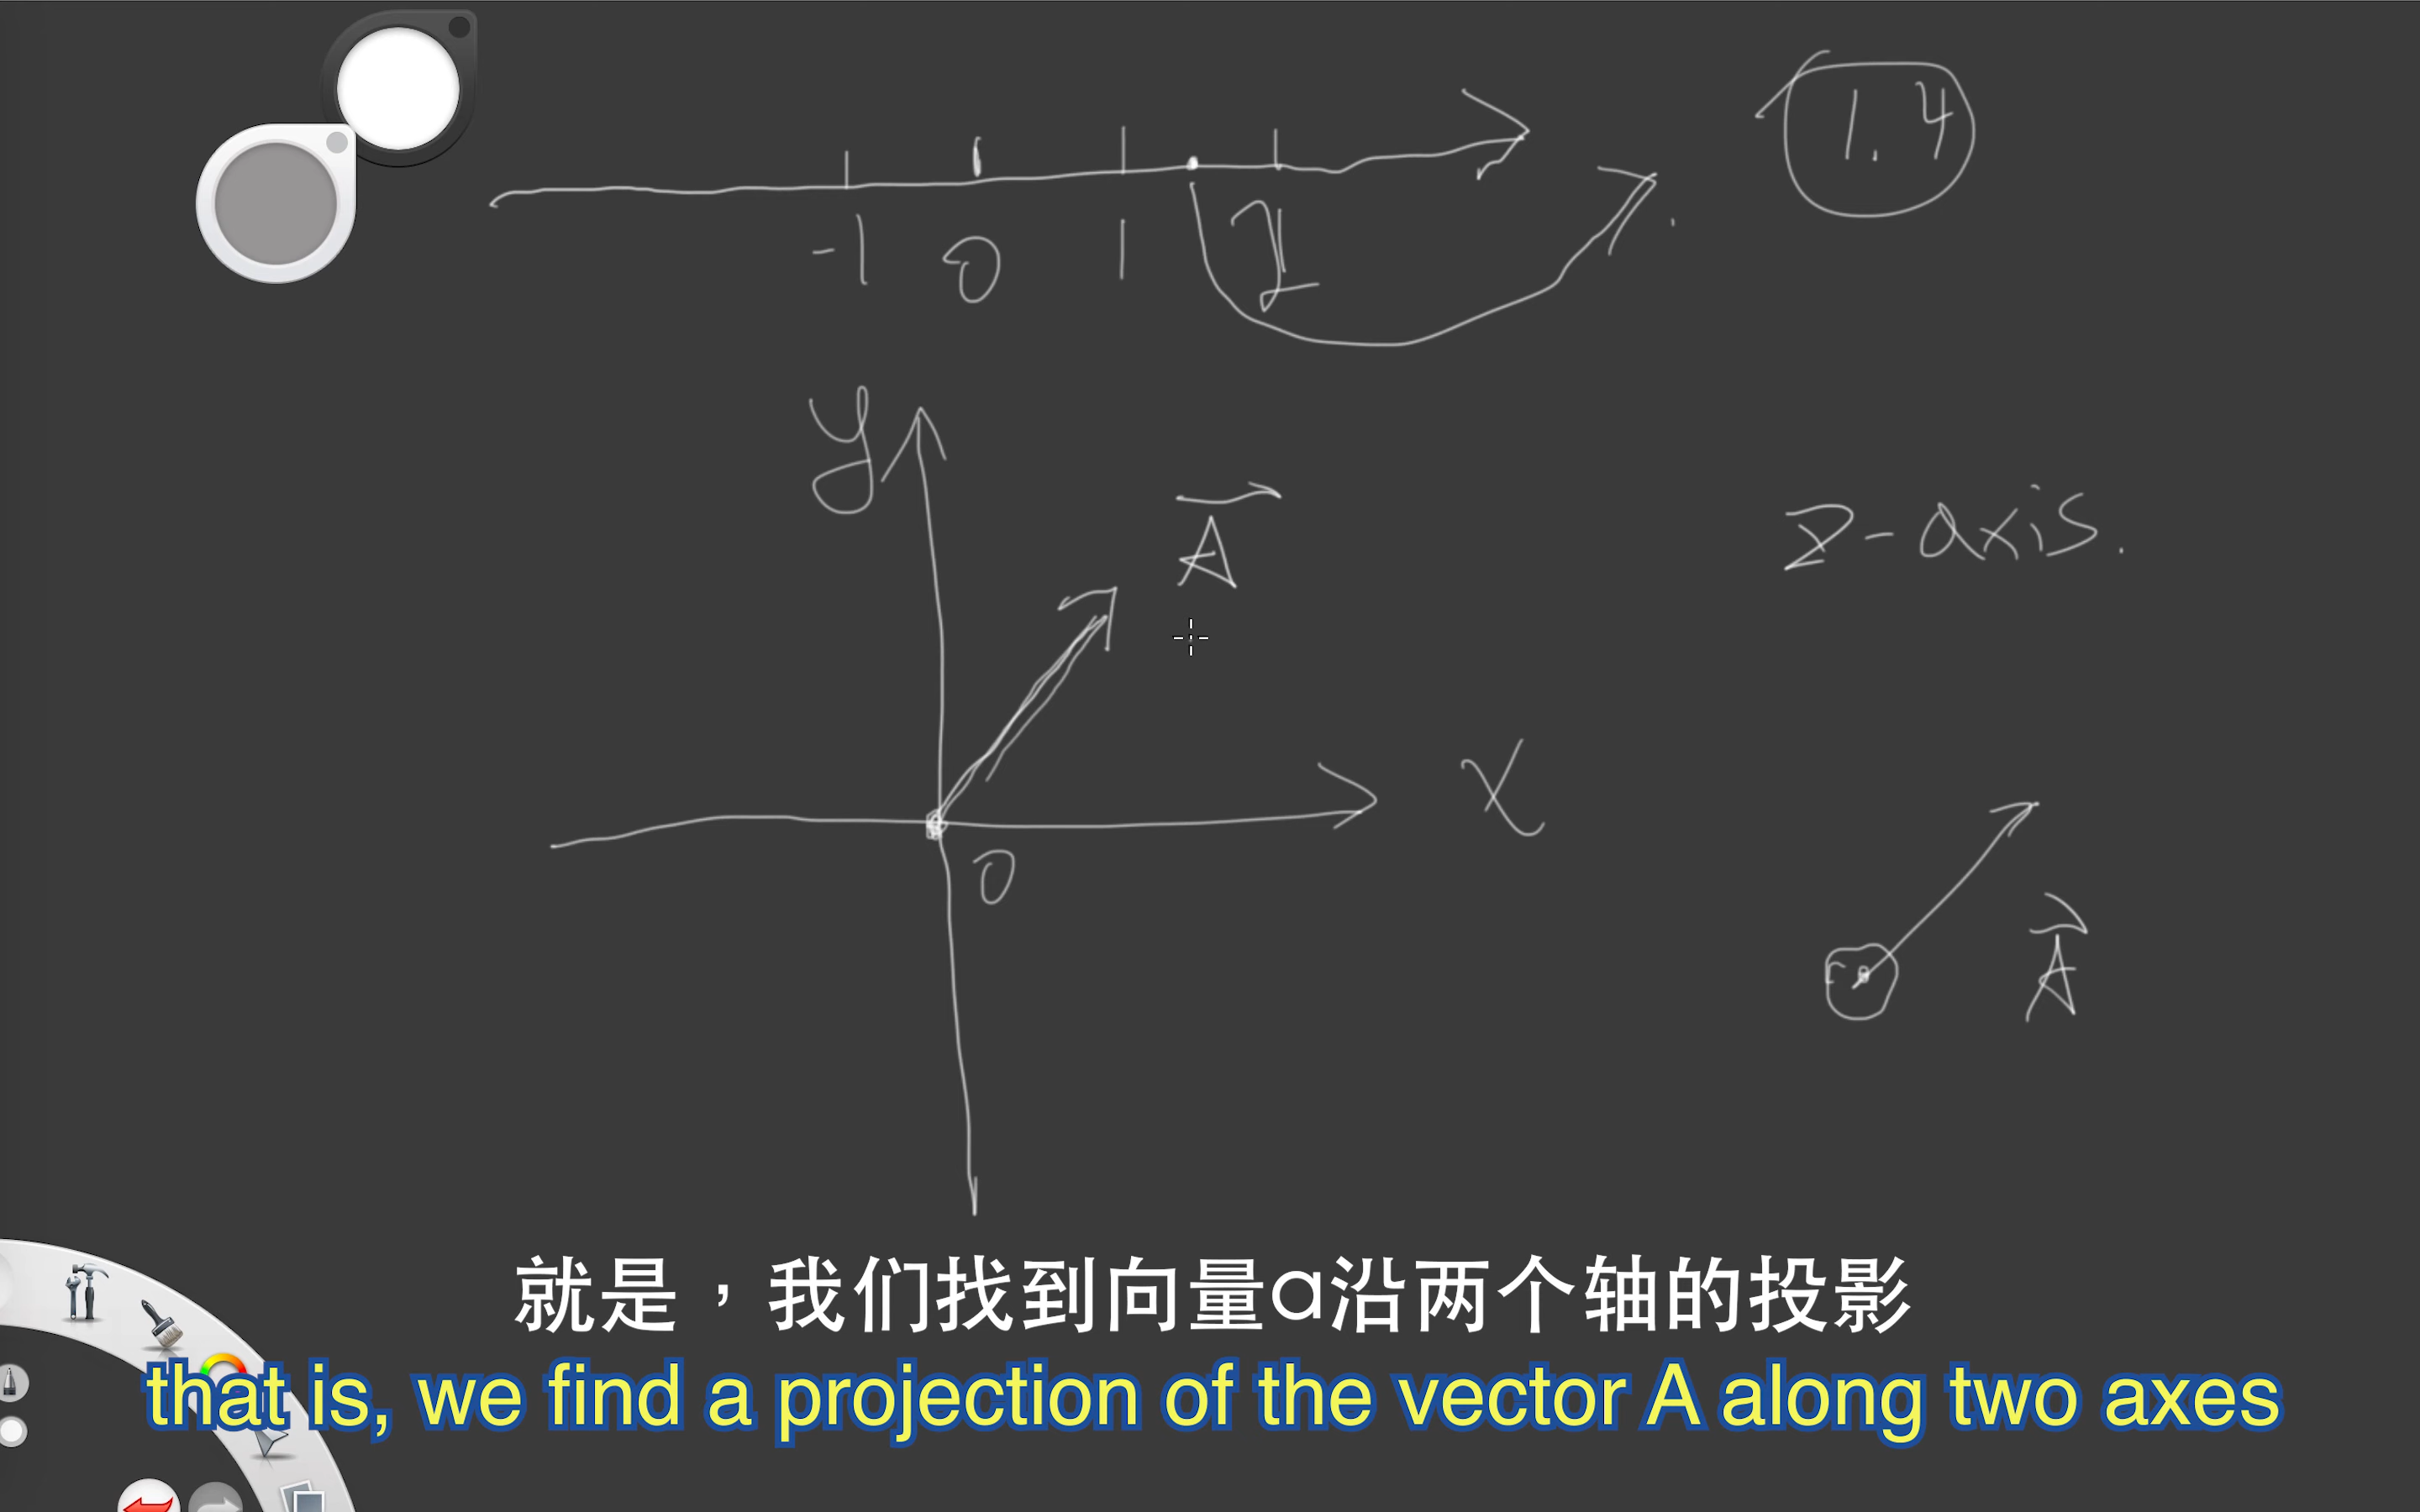 1.4
-1 0 1 2
y
A
z-axis.
x
0
A
就是，我们找到向量a沿两个轴的投影
that is, we find a projection of the vector A along two axes